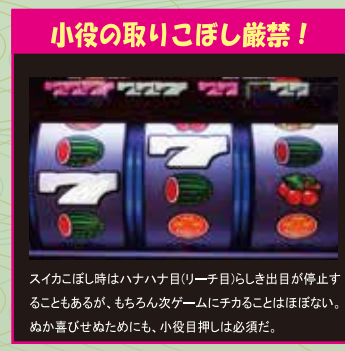 小役の取りこぼし厳禁！
スイカこぼし時はハナハナ目(リーチ目)らしき出目が停止す
ることもあるが、もちろん次ゲームにチカることはほぼない。
ぬか喜びせぬためにも、小役目押しは必須だ。